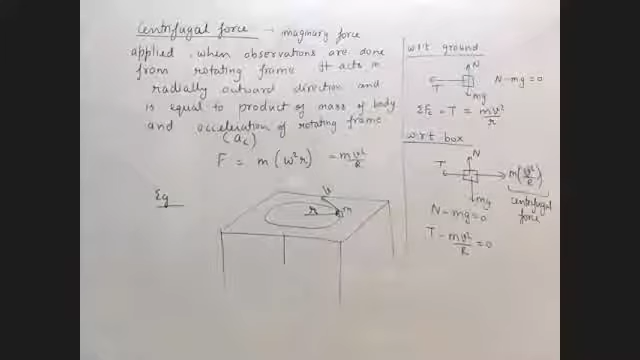 Centrifugal force - imaginary force
applied when observations are done
from rotating frame It acts in
radially outward direction and
is equal to product of mass of body
and acceleration of rotating frame
(ac)
F = m (ω²r) = mv²/R
Eg
v
r
m
wrt ground
N
T
mg
N-mg=0
ΣFc = T = mv²/r
wrt box
N
T
m(v²/R)
mg
centrifugal
force
N-mg=0
T - mv²/R = 0